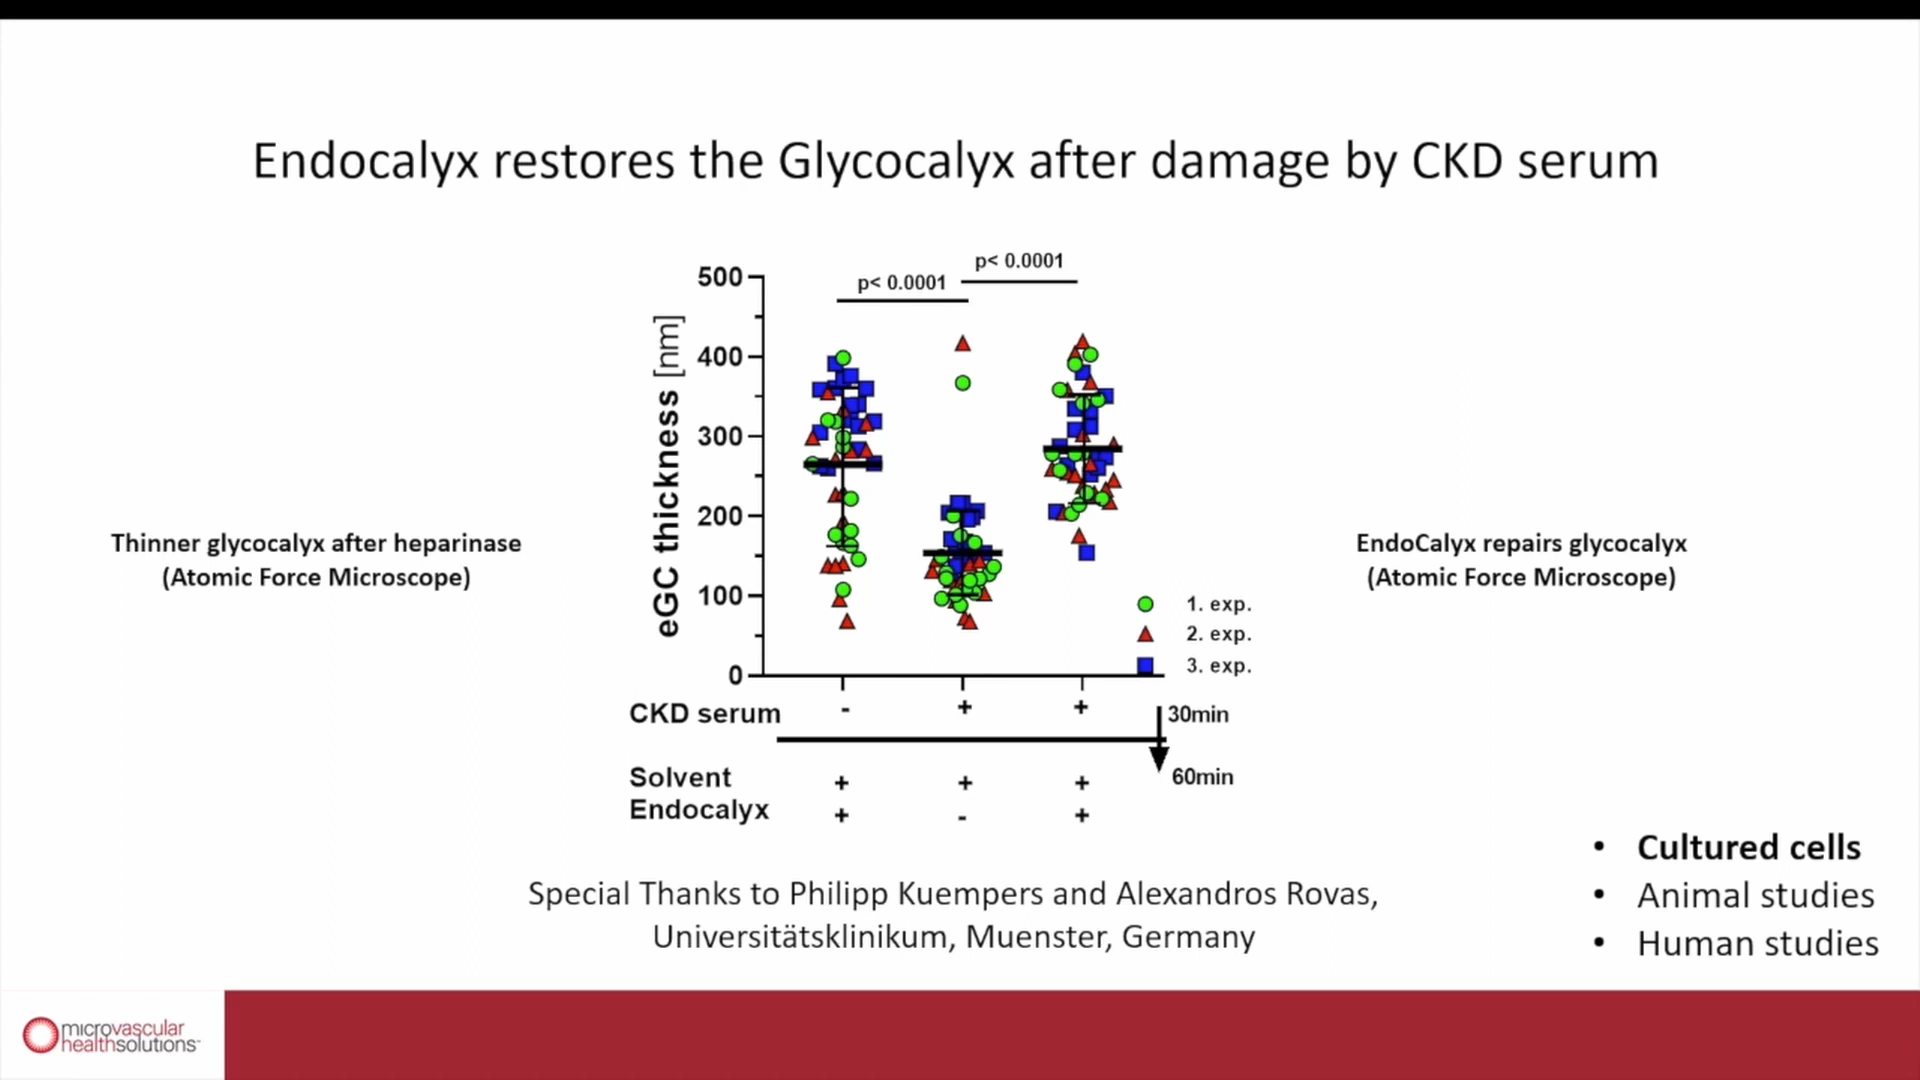 Endocalyx restores the Glycocalyx after damage by CKD serum
p< 0.0001
p< 0.0001
500
400
300
200
100
0
eGC thickness [nm]
Thinner glycocalyx after heparinase
(Atomic Force Microscope)
EndoCalyx repairs glycocalyx
(Atomic Force Microscope)
1. exp.
2. exp.
3. exp.
CKD serum - + + 30min
Solvent + + + 60min
Endocalyx + - +
• Cultured cells
• Animal studies
• Human studies
Special Thanks to Philipp Kuempers and Alexandros Rovas,
Universitätsklinikum, Muenster, Germany
microvascular
healthsolutions